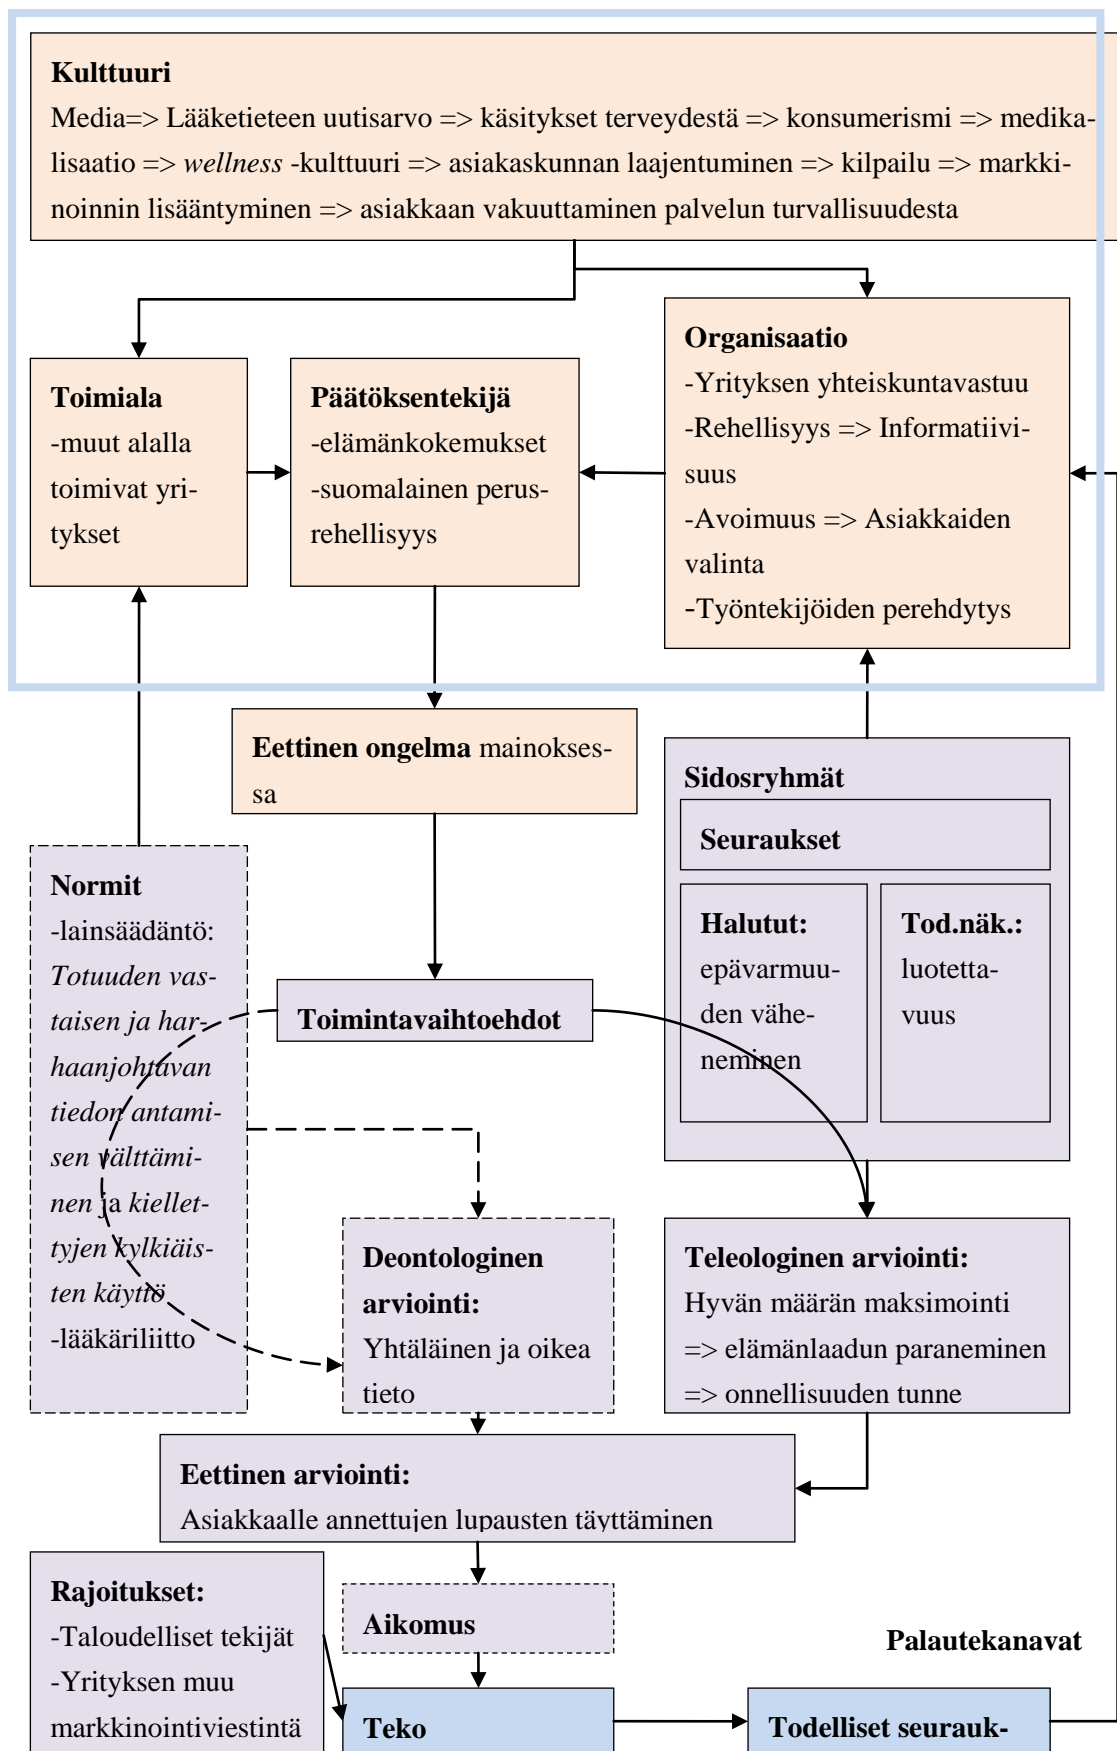 Kulttuuri
Media=> Lääketieteen uutisarvo => käsitykset terveydestä => konsumerismi => medika-
lisaatio => wellness -kulttuuri => asiakaskunnan laajentuminen => kilpailu => markki-
noinnin lisääntyminen => asiakkaan vakuuttaminen palvelun turvallisuudesta
Toimiala
-muut alalla
toimivat yri-
tykset
Päätöksentekijä
-elämänkokemukset
-suomalainen perus-
rehellisyys
Organisaatio
-Yrityksen yhteiskuntavastuu
-Rehellisyys => Informatiivi-
suus
-Avoimuus => Asiakkaiden
valinta
-Työntekijöiden perehdytys
Eettinen ongelma mainokses-
sa
Sidosryhmät
Seuraukset
Halutut:
epävarmuu-
den vähe-
neminen
Tod.näk.:
luotetta-
vuus
Normit
-lainsäädäntö:
Totuuden vas-
taisen ja har-
haanjohtavan
tiedon antami-
sen välttämi-
nen ja kiellet-
tyjen kylkiäis-
ten käyttö
-lääkäriliitto
Toimintavaihtoehdot
Deontologinen
arviointi:
Yhtäläinen ja oikea
tieto
Teleologinen arviointi:
Hyvän määrän maksimointi
=> elämänlaadun paraneminen
=> onnellisuuden tunne
Eettinen arviointi:
Asiakkaalle annettujen lupausten täyttäminen
Rajoitukset:
-Taloudelliset tekijät
-Yrityksen muu
markkinointiviestintä
Aikomus
Palautekanavat
Teko
Todelliset seurauk-